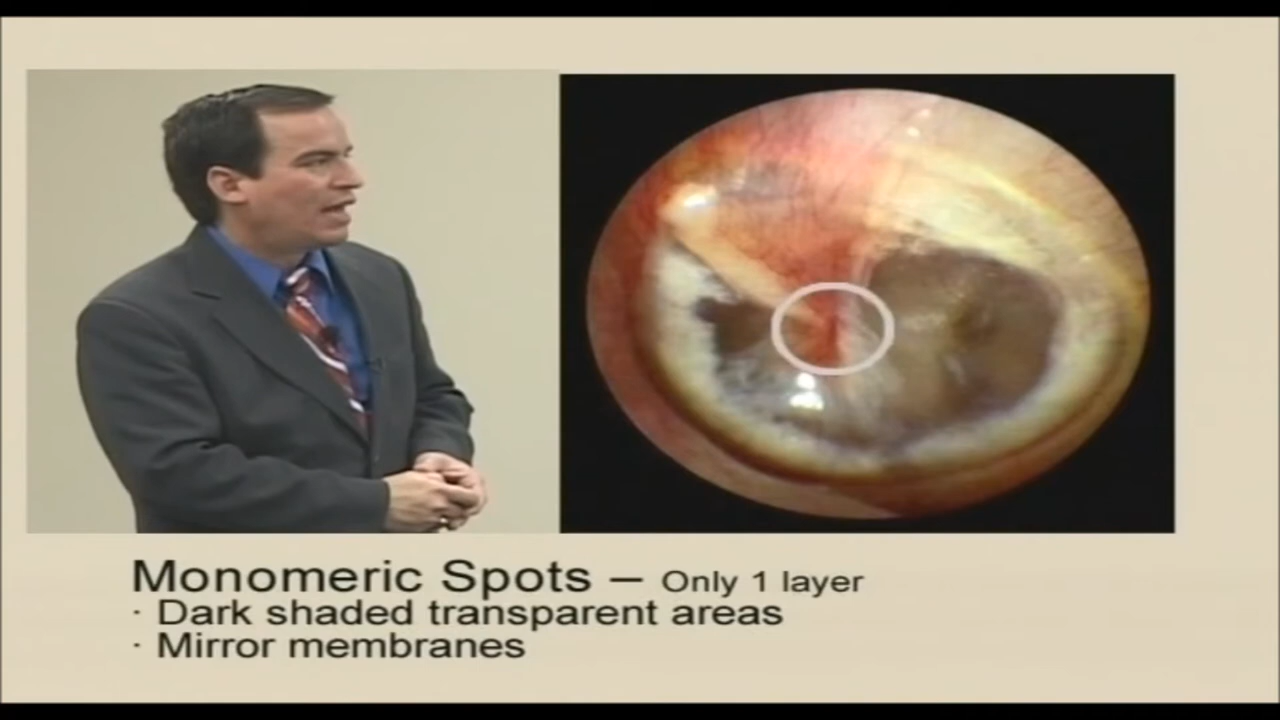 Monomeric Spots – Only 1 layer
· Dark shaded transparent areas
· Mirror membranes